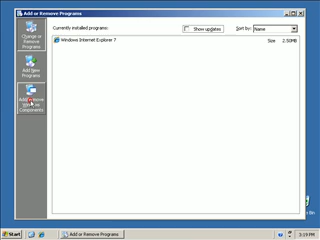 Add or Remove Programs
Change or
Remove
Programs
Currently installed programs:
Show updates
Sort by:
Name
Windows Internet Explorer 7
Size
2.50MB
Add New
Programs
Add/Remove
Components
Start
Add or Remove Programs
3:19 PM